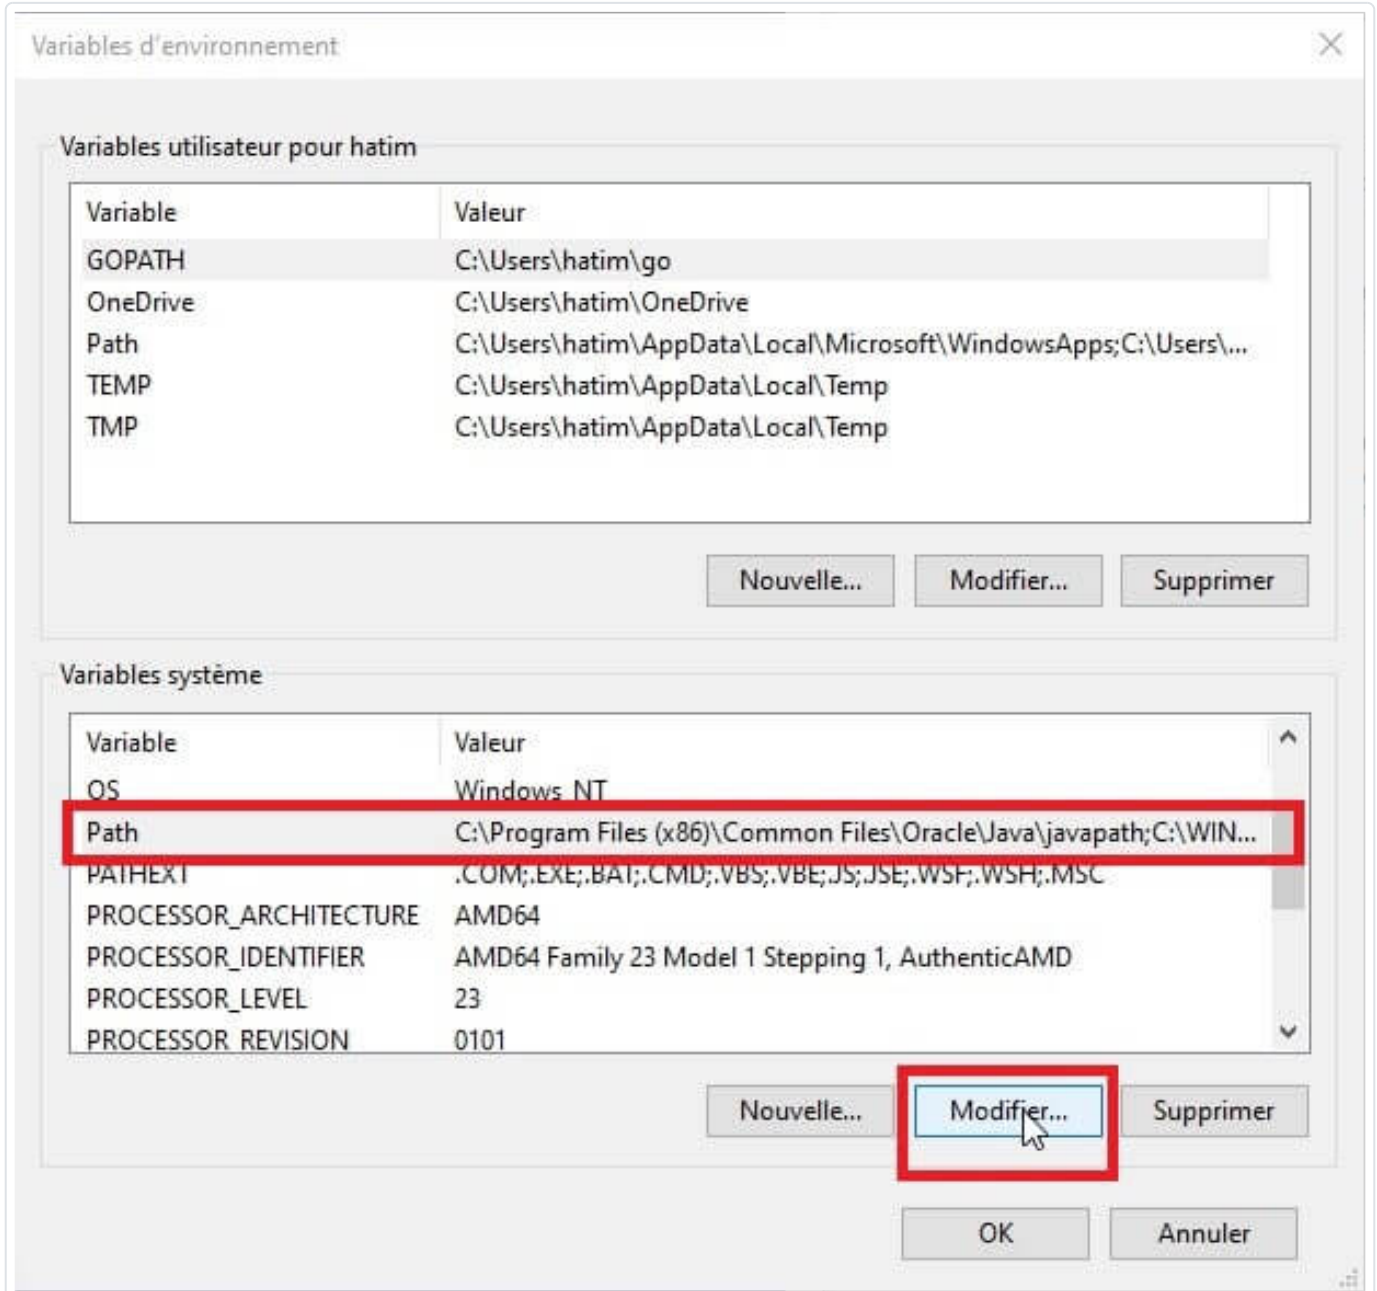 Variables d'environnement
Variables utilisateur pour hatim
Variable Valeur
GOPATH C:\Users\hatim\go
OneDrive C:\Users\hatim\OneDrive
Path C:\Users\hatim\AppData\Local\Microsoft\WindowsApps;C:\Users\...
TEMP C:\Users\hatim\AppData\Local\Temp
TMP C:\Users\hatim\AppData\Local\Temp
Nouvelle... Modifier... Supprimer
Variables système
Variable Valeur
OS Windows_NT
Path C:\Program Files (x86)\Common Files\Oracle\Java\javapath;C:\WIN...
PATHEXT .COM;.EXE;.BAT;.CMD;.VBS;.VBE;.JS;.JSE;.WSF;.WSH;.MSC
PROCESSOR_ARCHITECTURE AMD64
PROCESSOR_IDENTIFIER AMD64 Family 23 Model 1 Stepping 1, AuthenticAMD
PROCESSOR_LEVEL 23
PROCESSOR_REVISION 0101
Nouvelle... Modifier... Supprimer
OK Annuler